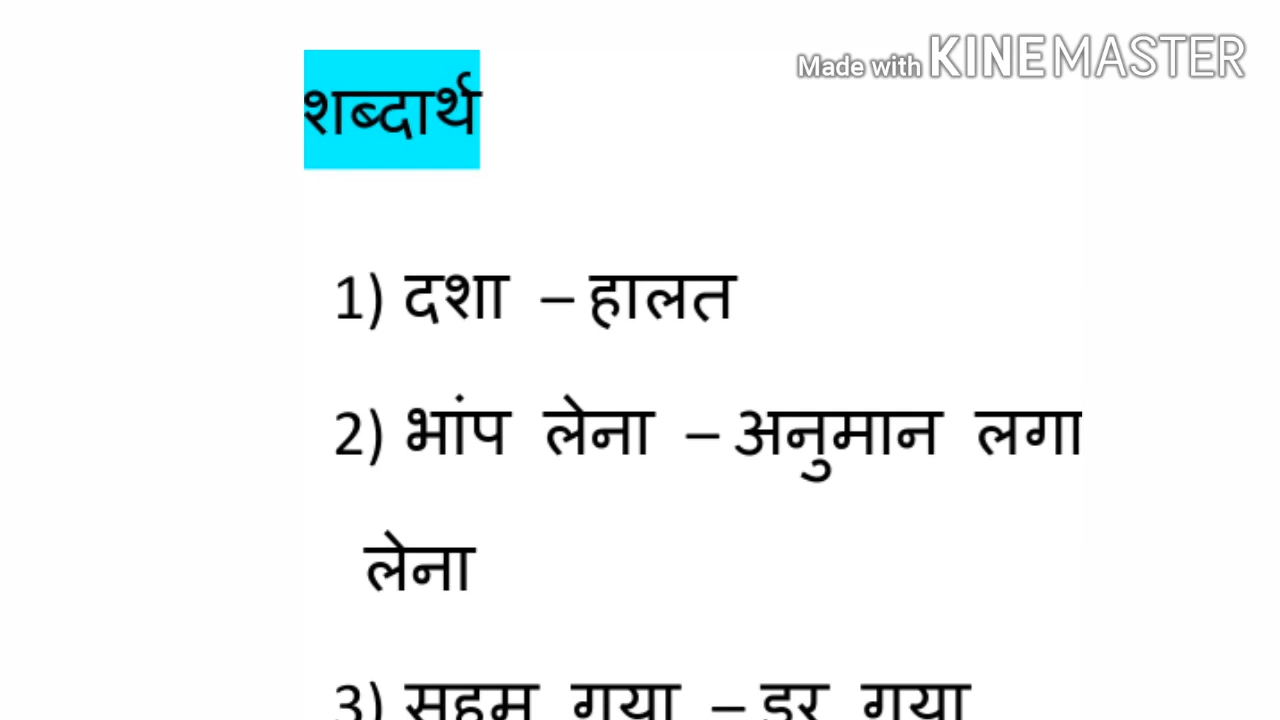 Made with KINEMASTER
शब्दार्थ
1) दशा – हालत
2) भांप लेना – अनुमान लगा
लेना
3) सहम गया – डर गया